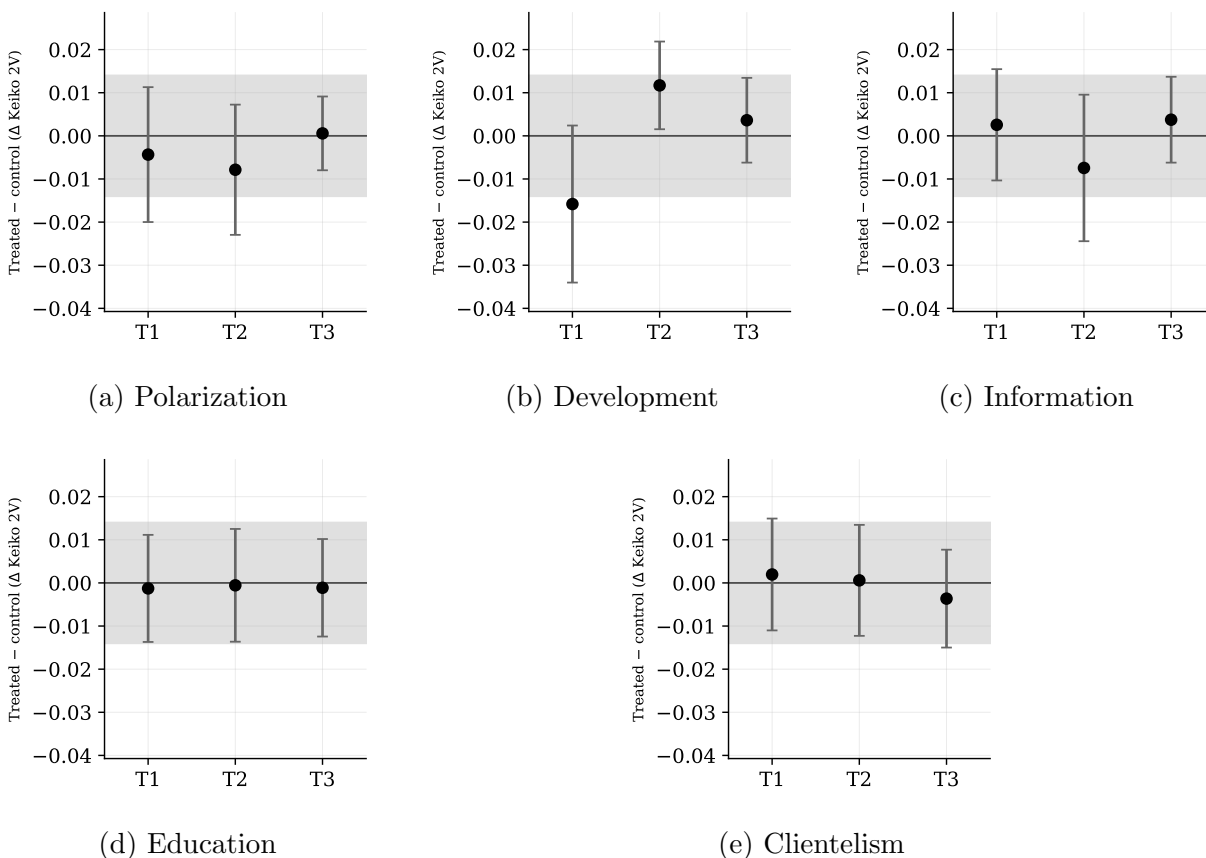 Treated − control (Δ Keiko 2V)
0.02
0.01
0.00
−0.01
−0.02
−0.03
−0.04
T1 T2 T3
(a) Polarization
Treated − control (Δ Keiko 2V)
0.02
0.01
0.00
−0.01
−0.02
−0.03
−0.04
T1 T2 T3
(b) Development
Treated − control (Δ Keiko 2V)
0.02
0.01
0.00
−0.01
−0.02
−0.03
−0.04
T1 T2 T3
(c) Information
Treated − control (Δ Keiko 2V)
0.02
0.01
0.00
−0.01
−0.02
−0.03
−0.04
T1 T2 T3
(d) Education
Treated − control (Δ Keiko 2V)
0.02
0.01
0.00
−0.01
−0.02
−0.03
−0.04
T1 T2 T3
(e) Clientelism